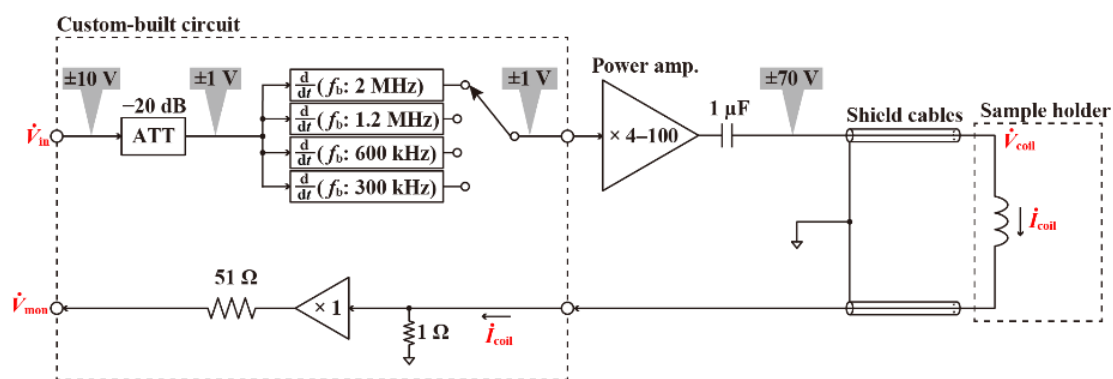 Custom-built circuit
±10 V
±1 V
−20 dB
ATT
V̇in
d/dt (fb: 2 MHz)
d/dt (fb: 1.2 MHz)
d/dt (fb: 600 kHz)
d/dt (fb: 300 kHz)
±1 V
Power amp.
× 4–100
1 μF
±70 V
Shield cables
Sample holder
V̇coil
İcoil
V̇mon
51 Ω
× 1
1 Ω
İcoil